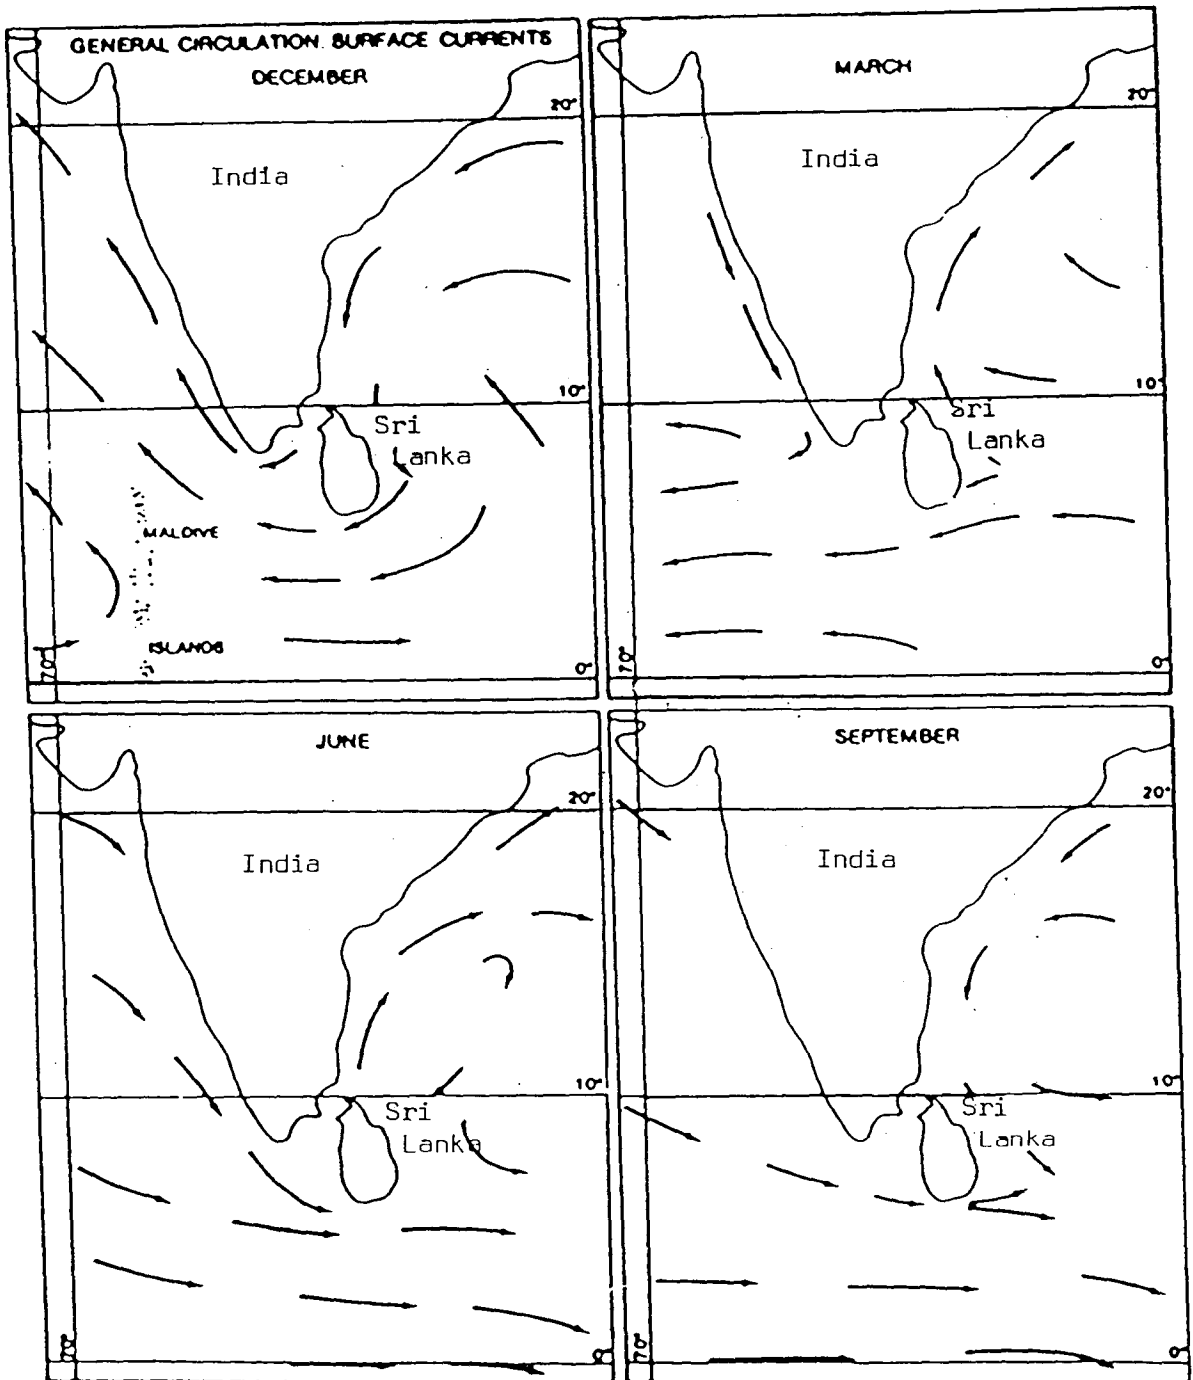 GENERAL CIRCULATION. SURFACE CURRENTS
DECEMBER
20°
India
10°
Sri
Lanka
MALDIVE
ISLANDS
70°
0°
MARCH
20°
India
10°
Sri
Lanka
70°
0°
JUNE
20°
India
10°
Sri
Lanka
70°
0°
SEPTEMBER
20°
India
10°
Sri
Lanka
70°
0°